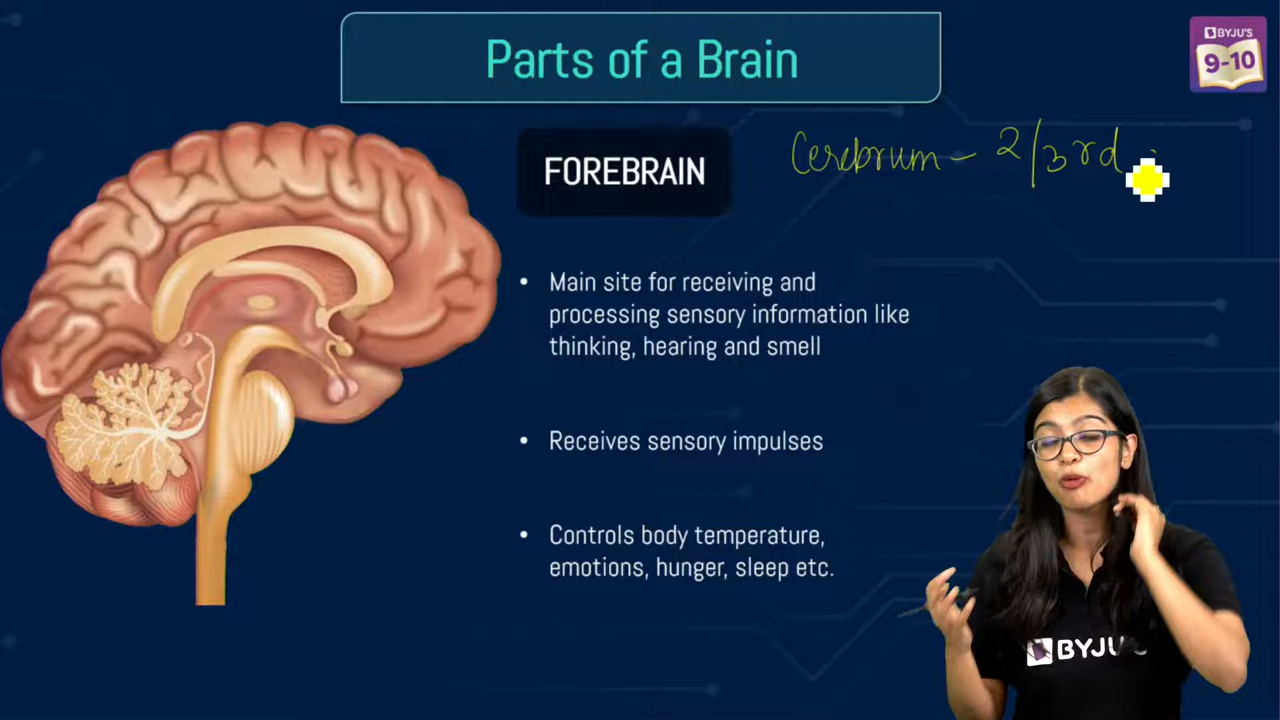 Parts of a Brain
BYJU'S
9-10
FOREBRAIN
Cerebrum - 2/3rd
• Main site for receiving and
processing sensory information like
thinking, hearing and smell
• Receives sensory impulses
• Controls body temperature,
emotions, hunger, sleep etc.
BYJU'S